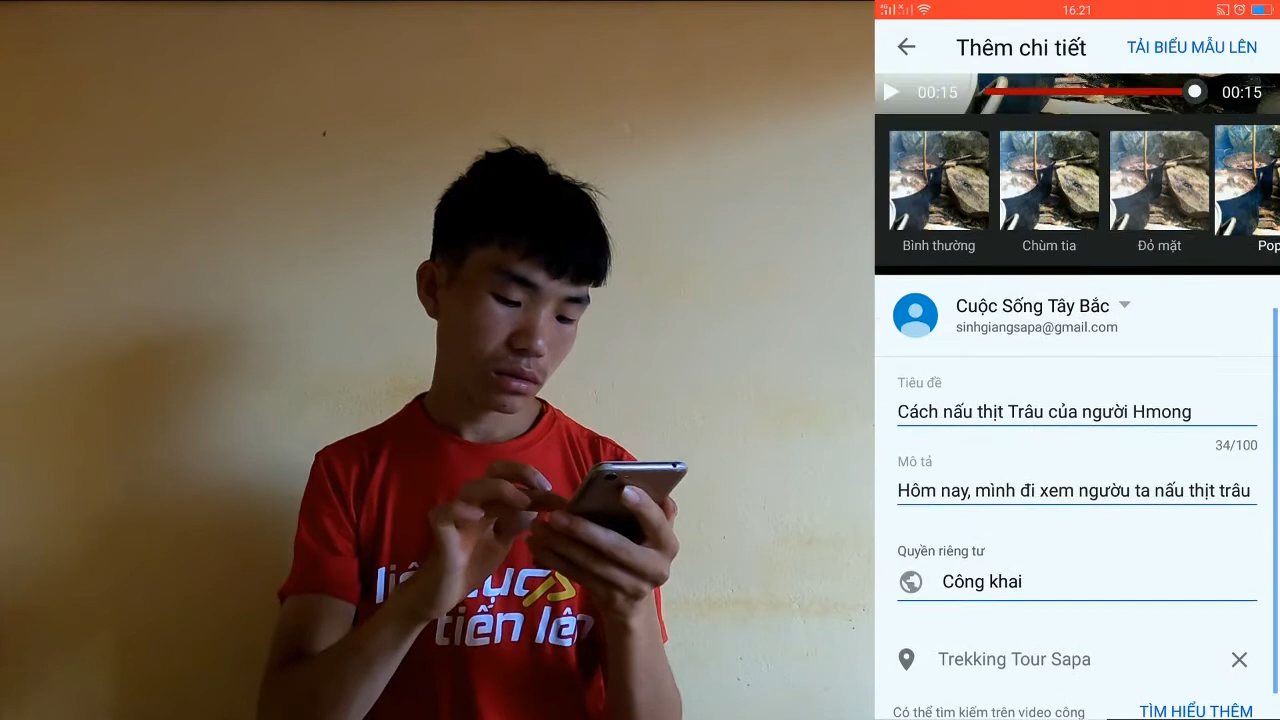 16:21
Thêm chi tiết
TẢI BIỂU MẪU LÊN
00:15
00:15
Bình thường
Chùm tia
Đỏ mặt
Pop
Cuộc Sống Tây Bắc
sinhgiangsapa@gmail.com
Tiêu đề
Cách nấu thịt Trâu của người Hmong
34/100
Mô tả
Hôm nay, mình đi xem ngườu ta nấu thịt trâu
Quyền riêng tư
Công khai
Trekking Tour Sapa
Có thể tìm kiếm trên video công
TÌM HIỂU THÊM
tiến lên